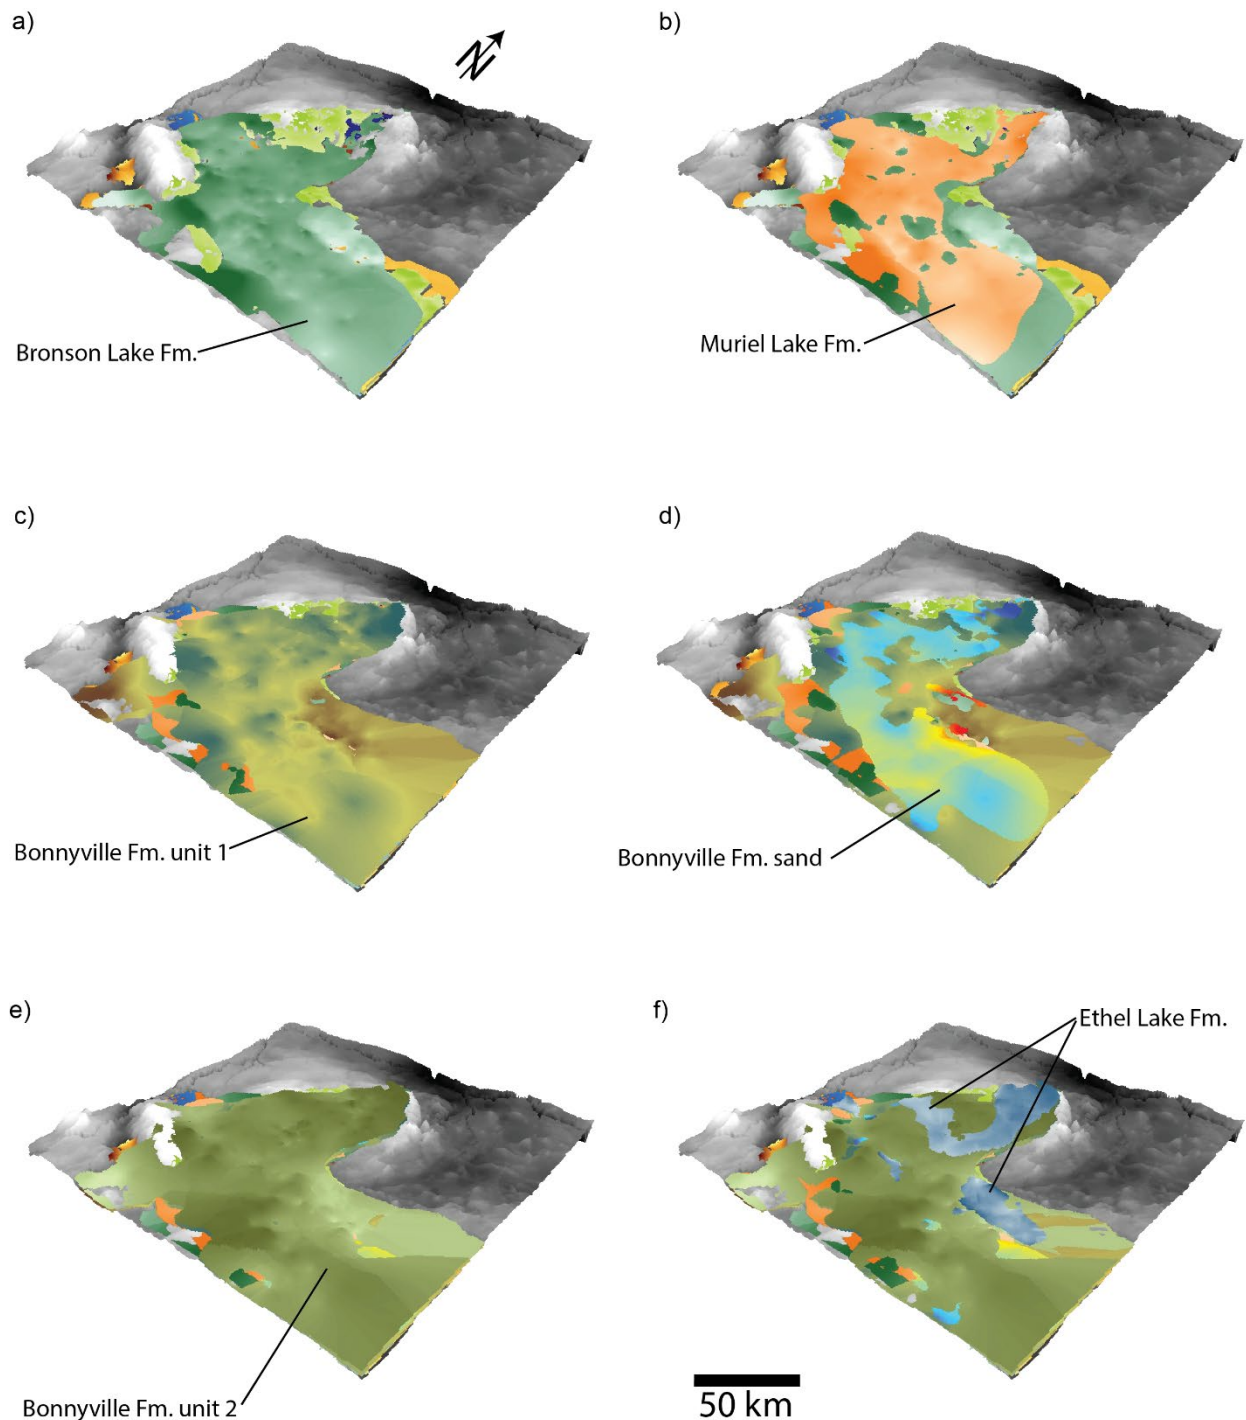 a)
N
b)
Bronson Lake Fm.
Muriel Lake Fm.
c)
d)
Bonnyville Fm. unit 1
Bonnyville Fm. sand
e)
f)
Ethel Lake Fm.
Bonnyville Fm. unit 2
50 km